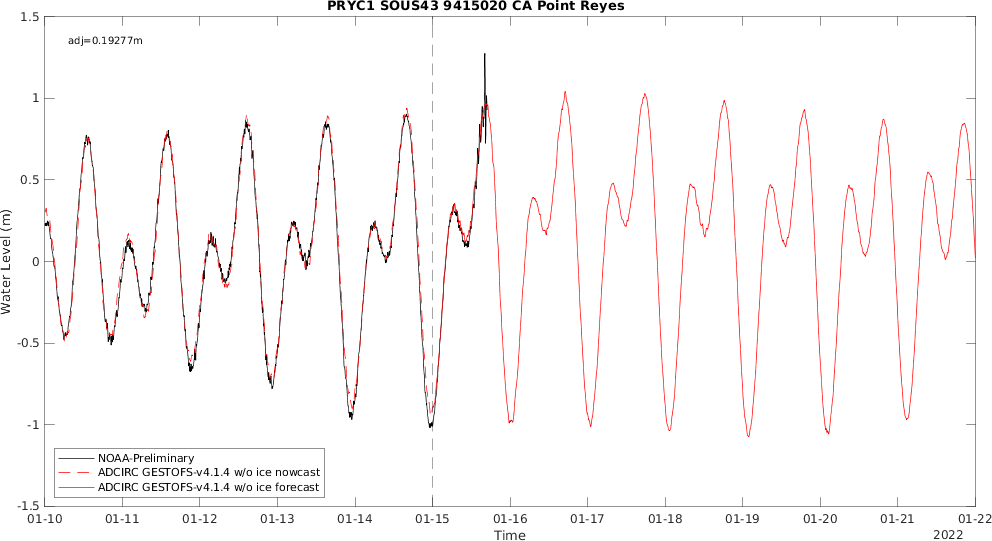 PRYC1 SOUS43 9415020 CA Point Reyes
adj=0.19277m
1.5
1
0.5
0
-0.5
-1
-1.5
Water Level (m)
NOAA-Preliminary
ADCIRC GESTOFS-v4.1.4 w/o ice nowcast
ADCIRC GESTOFS-v4.1.4 w/o ice forecast
01-10 01-11 01-12 01-13 01-14 01-15 01-16 01-17 01-18 01-19 01-20 01-21 01-22
Time
2022